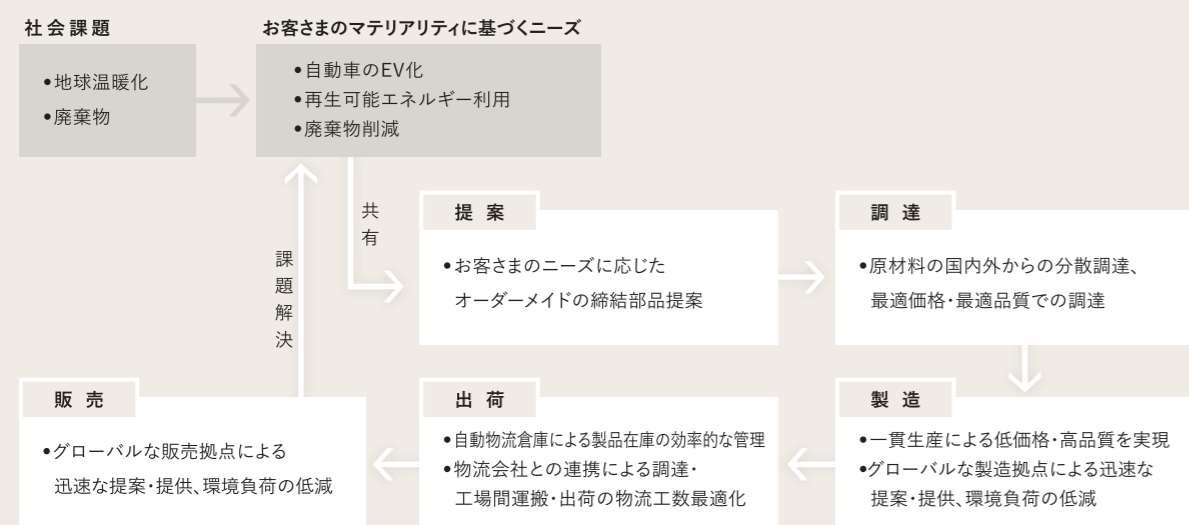 社会課題
•地球温暖化
•廃棄物
お客さまのマテリアリティに基づくニーズ
•自動車のEV化
•再生可能エネルギー利用
•廃棄物削減
共有
提案
•お客さまのニーズに応じた
オーダーメイドの締結部品提案
調達
•原材料の国内外からの分散調達、
最適価格・最適品質での調達
製造
•一貫生産による低価格・高品質を実現
•グローバルな製造拠点による迅速な
提案・提供、環境負荷の低減
出荷
•自動物流倉庫による製品在庫の効率的な管理
•物流会社との連携による調達・
工場間運搬・出荷の物流工数最適化
販売
•グローバルな販売拠点による
迅速な提案・提供、環境負荷の低減
課題解決